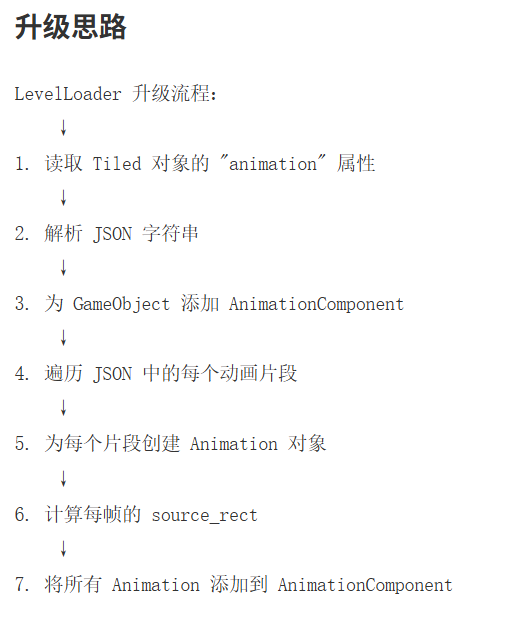 升级思路
LevelLoader 升级流程:
↓
1. 读取 Tiled 对象的 "animation" 属性
↓
2. 解析 JSON 字符串
↓
3. 为 GameObject 添加 AnimationComponent
↓
4. 遍历 JSON 中的每个动画片段
↓
5. 为每个片段创建 Animation 对象
↓
6. 计算每帧的 source_rect
↓
7. 将所有 Animation 添加到 AnimationComponent